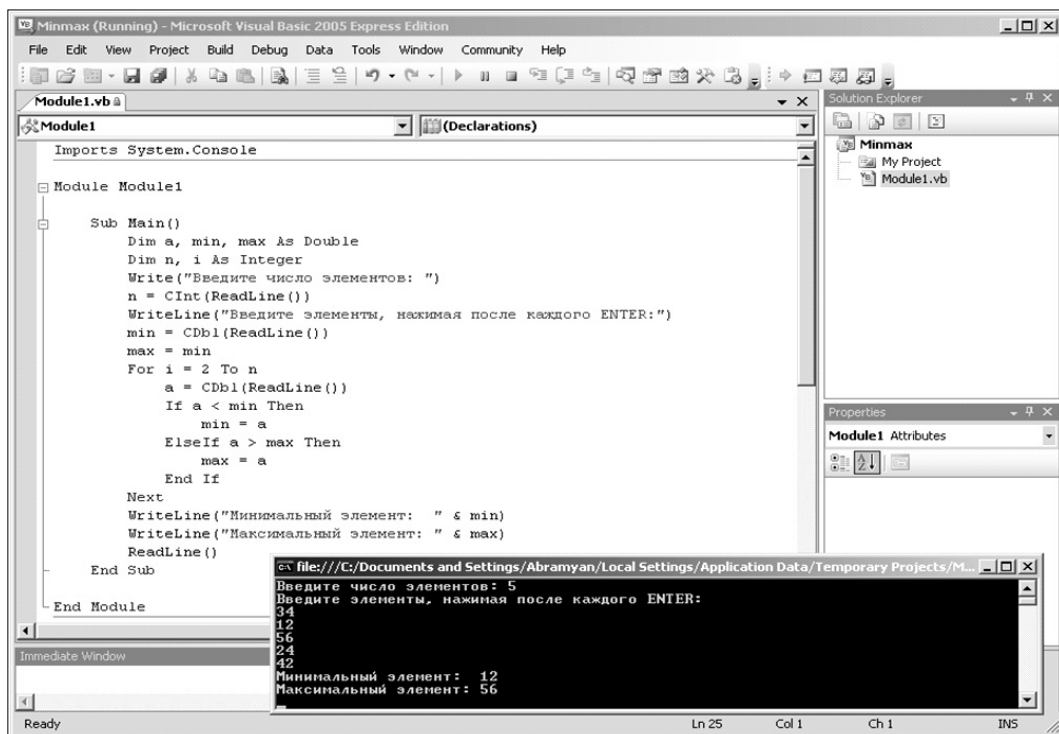 Minmax (Running) - Microsoft Visual Basic 2005 Express Edition
File Edit View Project Build Debug Data Tools Window Community Help
Module1.vb
Module1
(Declarations)
Imports System.Console
Module Module1
Sub Main()
Dim a, min, max As Double
Dim n, i As Integer
Write("Введите число элементов: ")
n = CInt(ReadLine())
WriteLine("Введите элементы, нажимая после каждого ENTER:")
min = CDbl(ReadLine())
max = min
For i = 2 To n
a = CDbl(ReadLine())
If a < min Then
min = a
ElseIf a > max Then
max = a
End If
Next
WriteLine("Минимальный элемент:  " & min)
WriteLine("Максимальный элемент: " & max)
ReadLine()
End Sub
End Module
Immediate Window
Solution Explorer
Minmax
My Project
Module1.vb
Properties
Module1 Attributes
file:///C:/Documents and Settings/Abramyan/Local Settings/Application Data/Temporary Projects/M...
Введите число элементов: 5
Введите элементы, нажимая после каждого ENTER:
34
12
56
24
42
Минимальный элемент:  12
Максимальный элемент: 56
Ready Ln 25 Col 1 Ch 1 INS